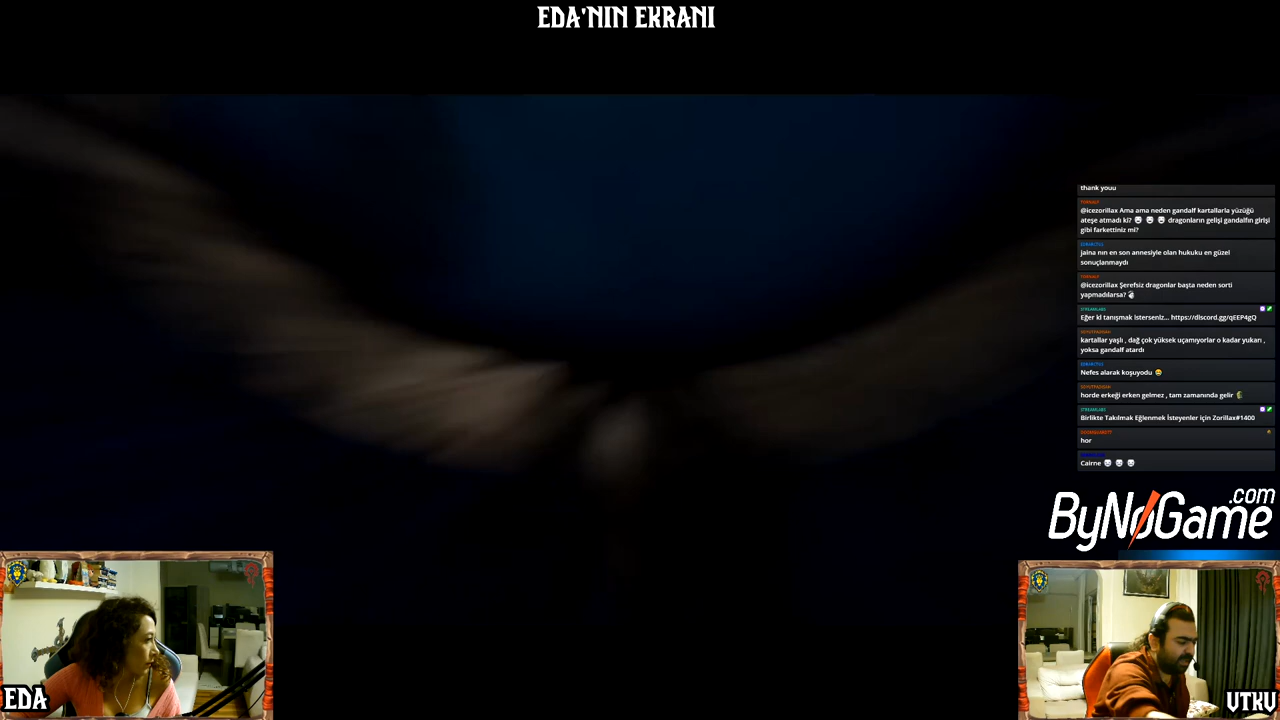 EDA'NIN EKRANI
thank youu
@icezorillax Ama ama neden gandalf kartallarla yüzüğü
ateşe atmadı ki? dragonların gelişi gandalfın girişi
gibi farkettiniz mi?
jaina nın en son annesiyle olan hukuku en güzel
sonuçlanmaydı
@icezorillax Şerefsiz dragonlar başta neden sorti
yapmadılarsa?
STREAMLABS
Eğer ki tanışmak isterseniz... https://discord.gg/qEEP4gQ
kartallar yaşlı , dağ çok yüksek uçamıyorlar o kadar yukarı ,
yoksa gandalf atardı
Nefes alarak koşuyodu
horde erkeği erken gelmez , tam zamanında gelir
STREAMLABS
Birlikte Takılmak Eğlenmek İsteyenler için Zorillax#1400
hor
Cairne
ByNoGame.com
EDA
UTKU